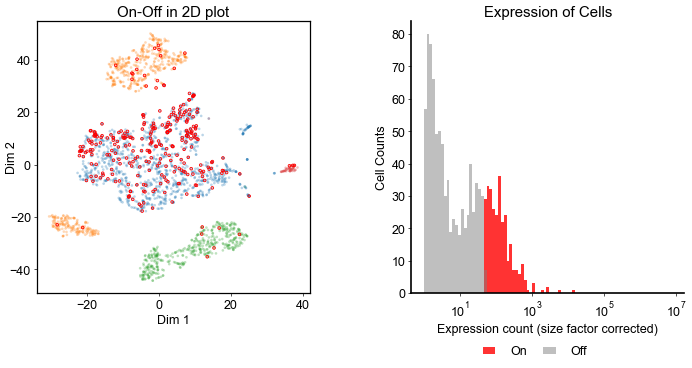 On-Off in 2D plot
Expression of Cells
Dim 2
40
20
0
−20
−40
−20
0
20
40
Dim 1
Cell Counts
80
70
60
50
40
30
20
10
0
10^1
10^3
10^5
10^7
Expression count (size factor corrected)
On
Off